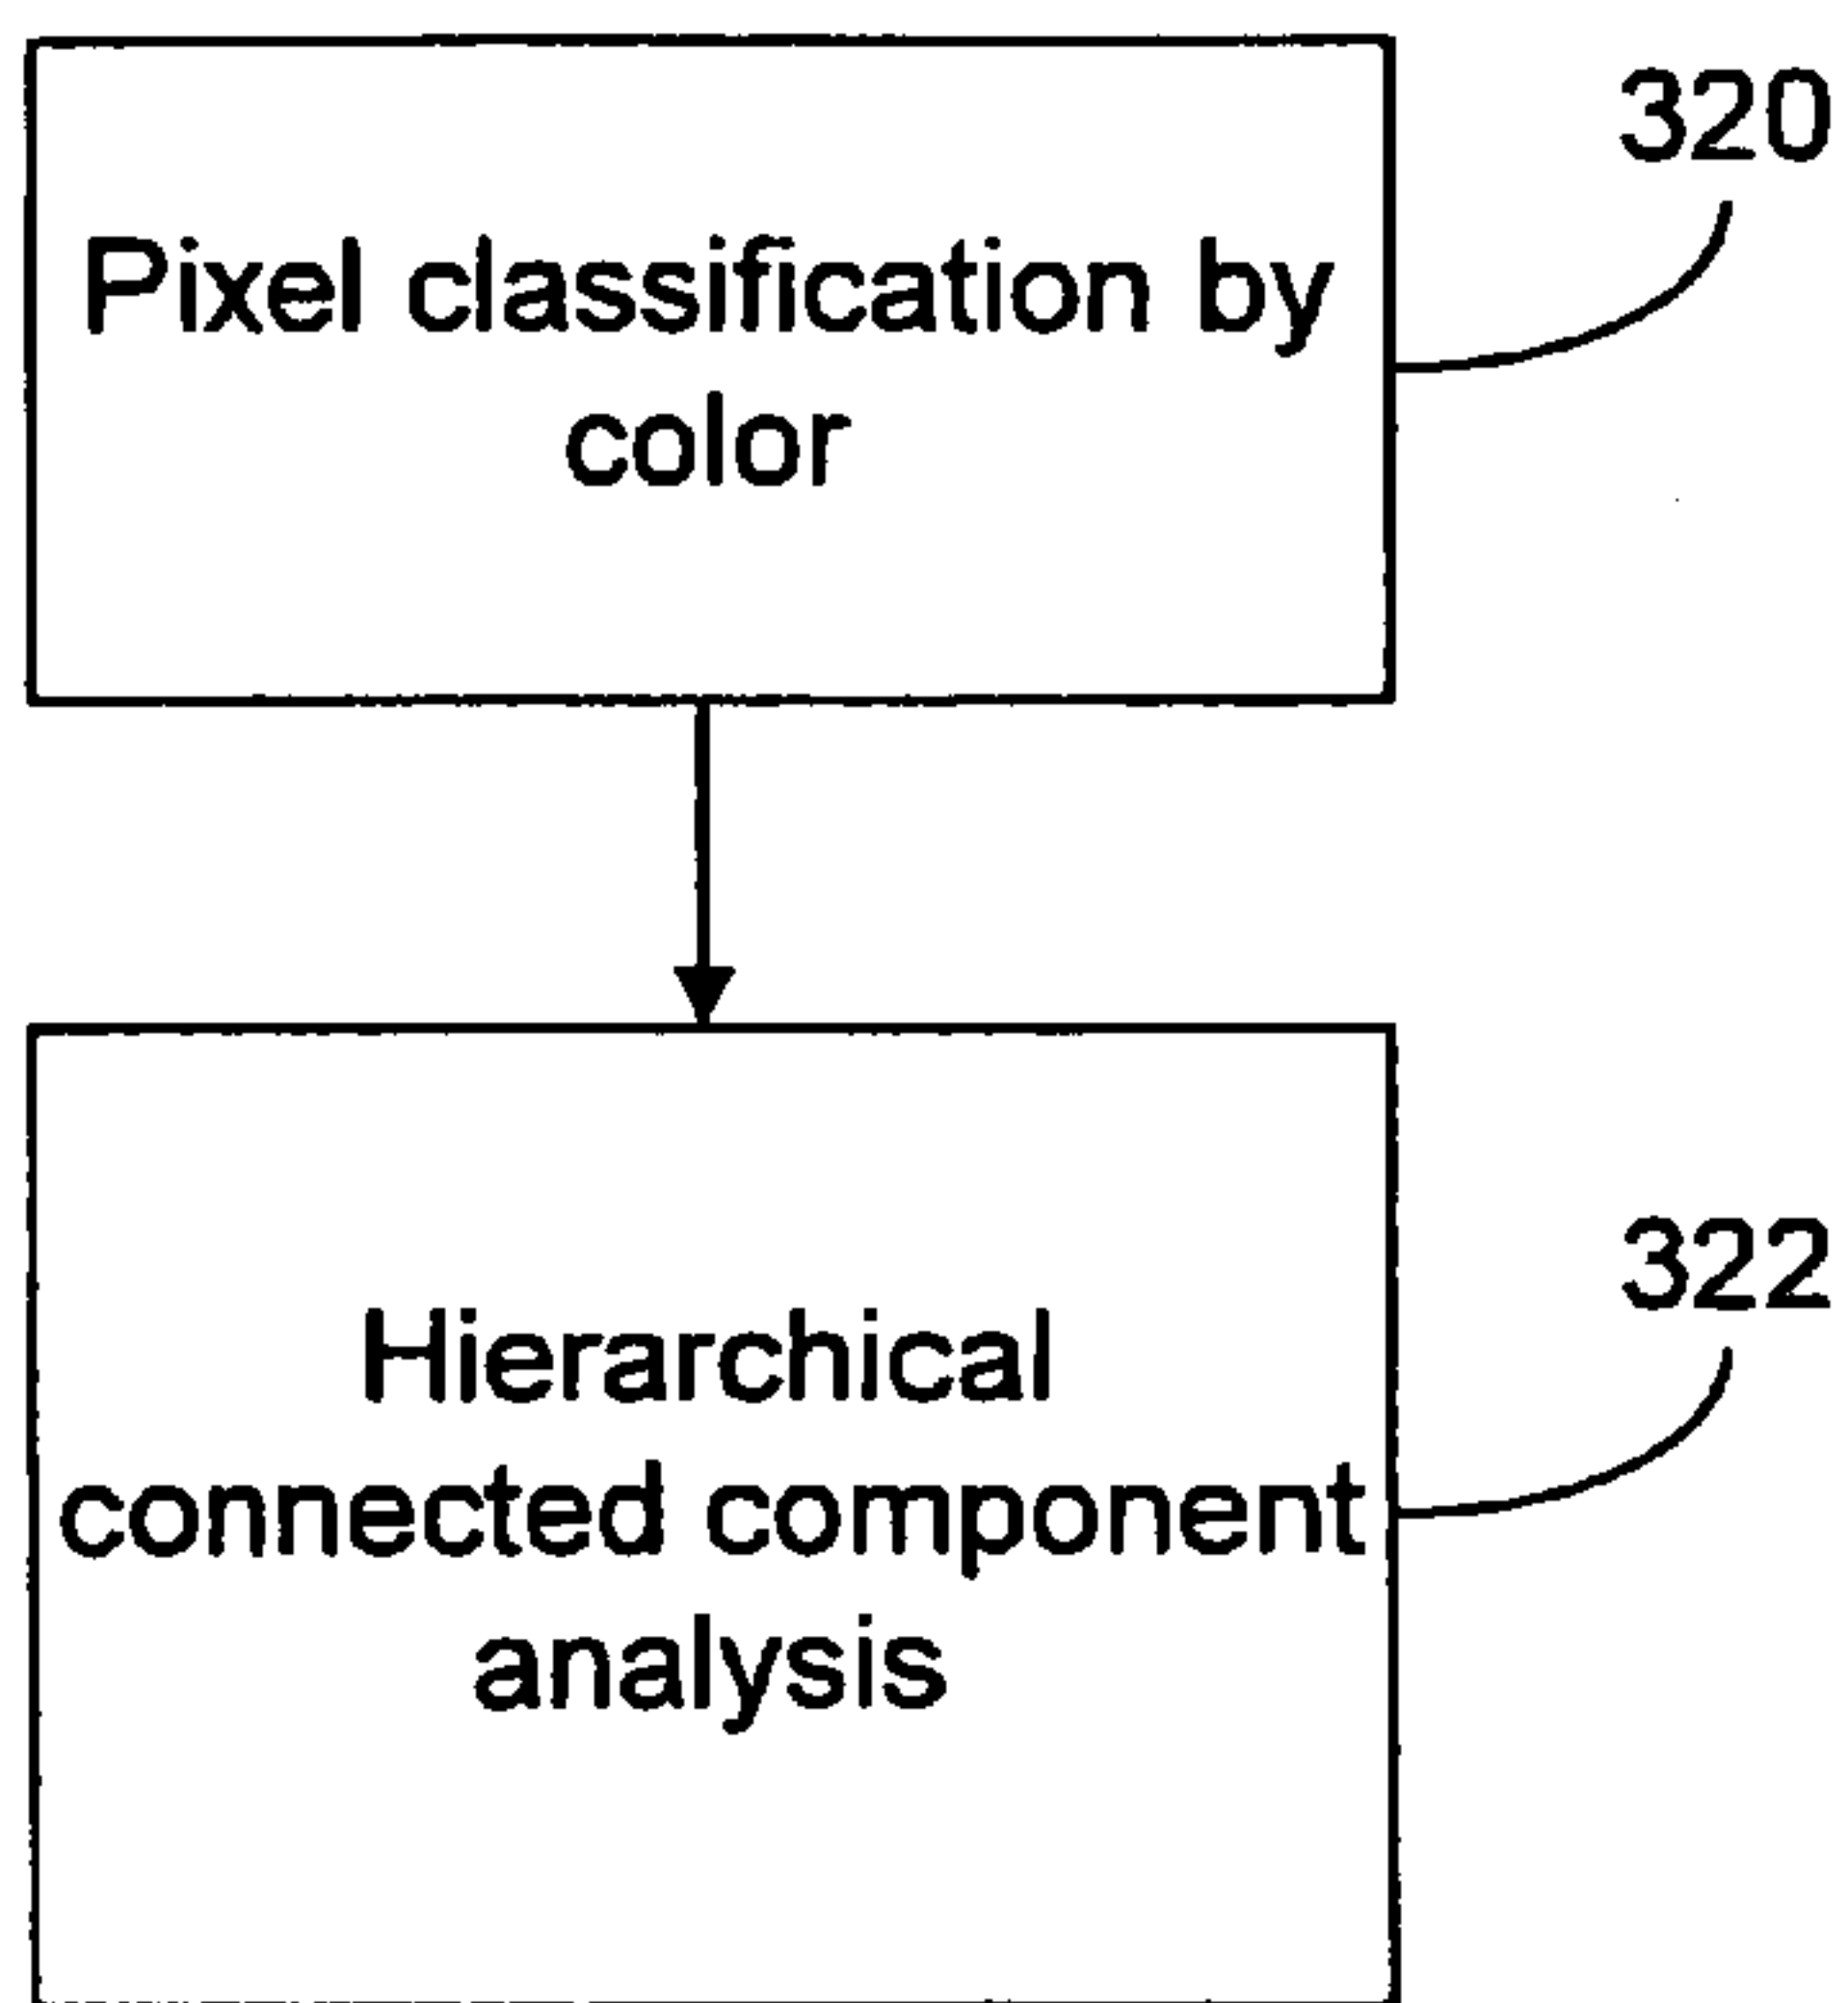 320
Pixel classification by
color
322
Hierarchical
connected component
analysis